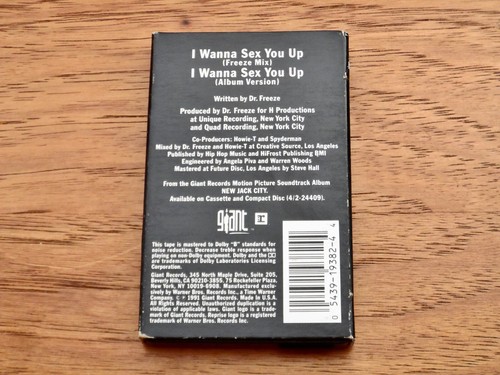 I Wanna Sex You Up
(Freeze Mix)
I Wanna Sex You Up
(Album Version)
Written by Dr. Freeze
Produced by Dr. Freeze for H Productions
at Unique Recording, New York City
and Quad Recording, New York City
Co-Producers: Howie-T and Spyderman
Mixed by Dr. Freeze and Howie-T at Creative Source, Los Angeles
Published by Hip Hop Music and HiFrost Publishing BMI
Engineered by Angela Piva and Warren Woods
Mastered at Future Disc, Los Angeles by Steve Hall
From the Giant Records Motion Picture Soundtrack Album
NEW JACK CITY.
Available on Cassette and Compact Disc (4/2-24409).
giant r
This tape is mastered to Dolby "B" standards for
noise reduction. Decrease treble response when
playing on non-Dolby equipment. Dolby and the
are trademarks of Dolby Laboratories Licensing
Corporation.
Giant Records, 345 North Maple Drive, Suite 205,
Beverly Hills, CA 90210-3855. 75 Rockefeller Plaza,
New York, NY 10019-6908. Manufactured exclusively
by Warner Bros. Records Inc., a Time Warner
Company. © ℗ 1991 Giant Records. Made in U.S.A.
All Rights Reserved. Unauthorized duplication is a
violation of applicable laws. Giant logo is a trademark
of Giant Records. Reprise logo is a registered
trademark of Warner Bros. Records Inc.
0 5439-19382-4 4